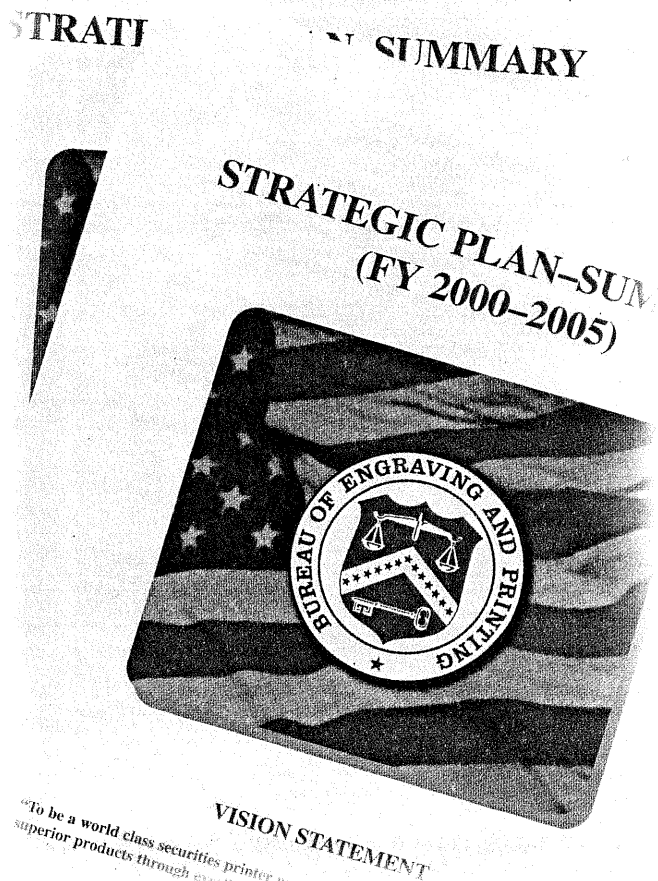 STRATI N SUMMARY
STRATEGIC PLAN–SUM
(FY 2000–2005)
BUREAU OF ENGRAVING AND PRINTING
VISION STATEMENT
“To be a world class securities printer
superior products through